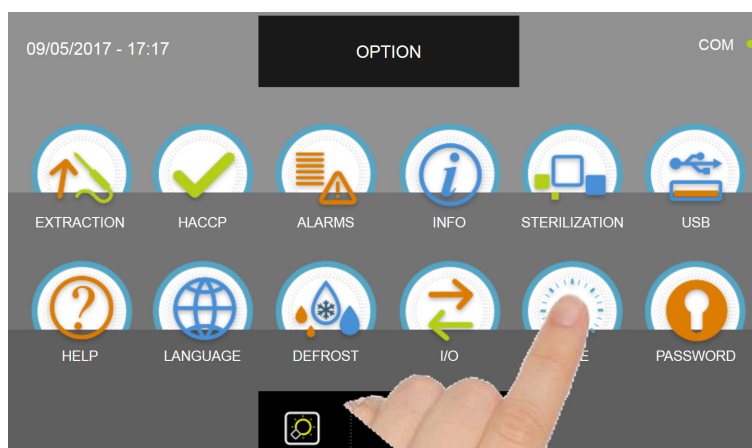 09/05/2017 - 17:17
OPTION
COM
EXTRACTION
HACCP
ALARMS
INFO
STERILIZATION
USB
HELP
LANGUAGE
DEFROST
I/O
PASSWORD